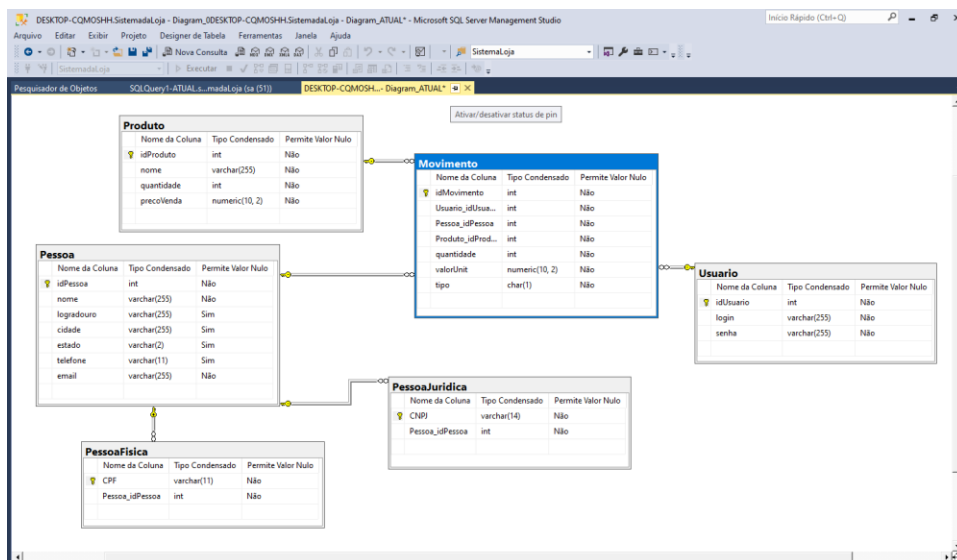 DESKTOP-CQMOSHH.SistemadaLoja - Diagram_0DESKTOP-CQMOSHH.SistemadaLoja - Diagram_ATUAL* - Microsoft SQL Server Management Studio
Início Rápido (Ctrl+Q)
Arquivo Editar Exibir Projeto Designer de Tabela Ferramentas Janela Ajuda
Nova Consulta SistemaLoja
SistemadaLoja Executar
Pesquisador de Objetos SQLQuery1-ATUAL.s...madaLoja (sa (51)) DESKTOP-CQMOSH...- Diagram_ATUAL*
Ativar/desativar status de pin
Produto
Nome da Coluna Tipo Condensado Permite Valor Nulo
idProduto int Não
nome varchar(255) Não
quantidade int Não
precoVenda numeric(10, 2) Não
Movimento
Nome da Coluna Tipo Condensado Permite Valor Nulo
idMovimento int Não
Usuario_idUsua... int Não
Pessoa_idPessoa int Não
Produto_idProd... int Não
quantidade int Não
valorUnit numeric(10, 2) Não
tipo char(1) Não
Pessoa
Nome da Coluna Tipo Condensado Permite Valor Nulo
idPessoa int Não
nome varchar(255) Não
logradouro varchar(255) Sim
cidade varchar(255) Sim
estado varchar(2) Sim
telefone varchar(11) Sim
email varchar(255) Não
Usuario
Nome da Coluna Tipo Condensado Permite Valor Nulo
idUsuario int Não
login varchar(255) Não
senha varchar(255) Não
PessoaJuridica
Nome da Coluna Tipo Condensado Permite Valor Nulo
CNPJ varchar(14) Não
Pessoa_idPessoa int Não
PessoaFisica
Nome da Coluna Tipo Condensado Permite Valor Nulo
CPF varchar(11) Não
Pessoa_idPessoa int Não